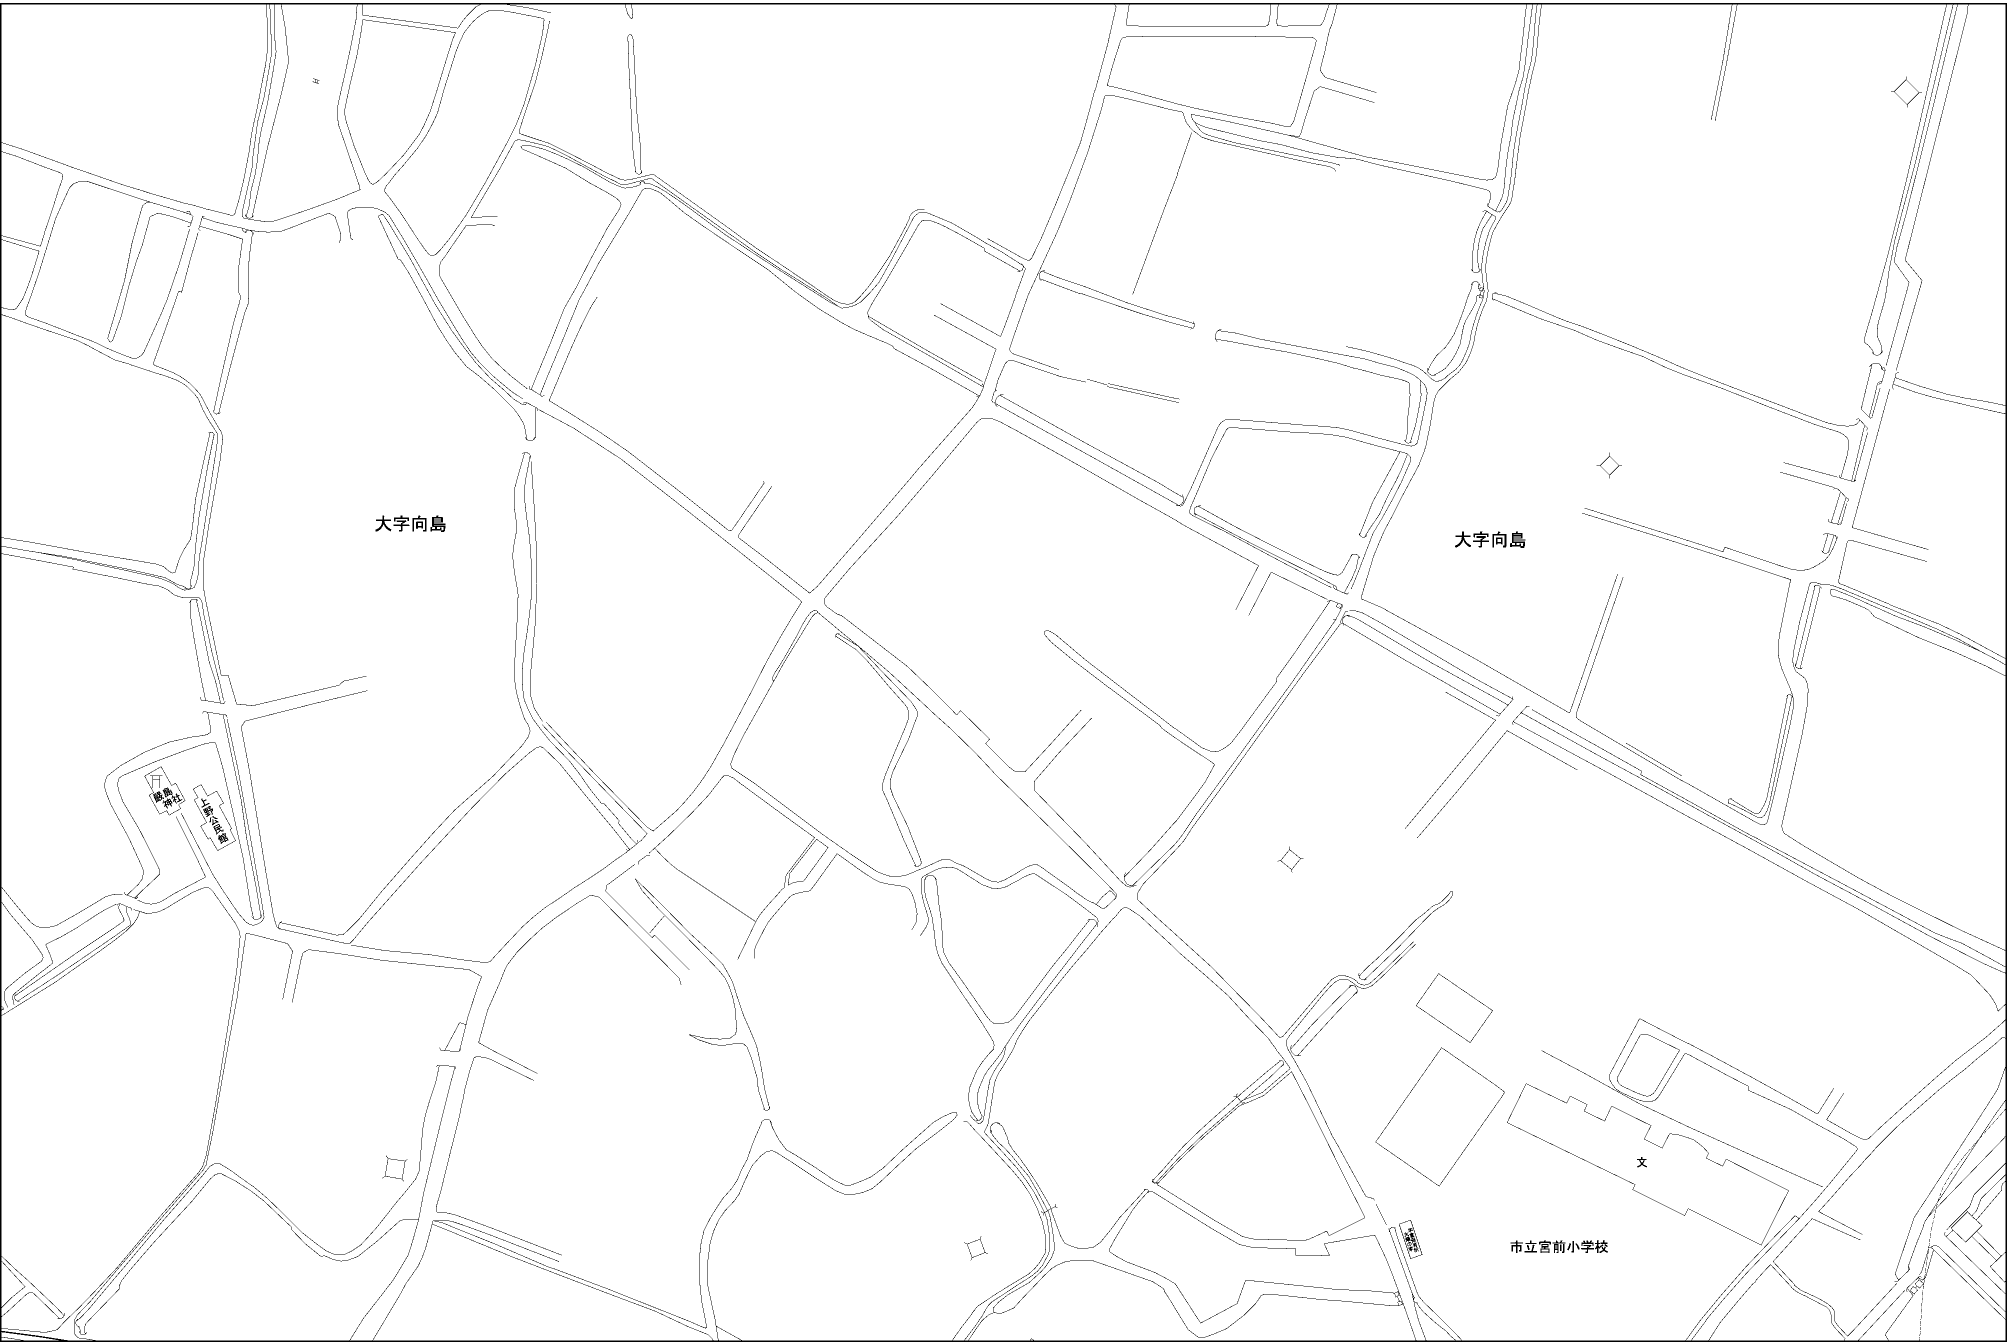 大字向島
大字向島
厳島
神社
上野公民館
文
市立宮前小学校